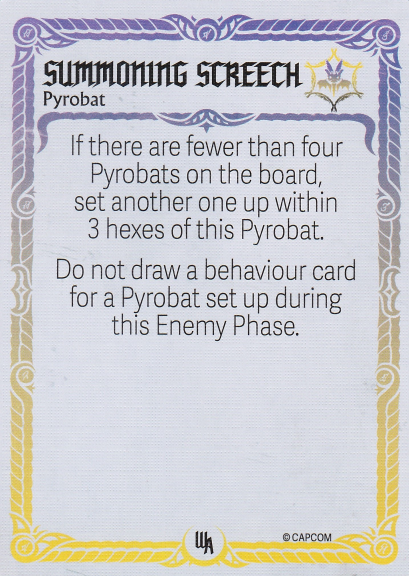 SUMMONING SCREECH
Pyrobat
If there are fewer than four
Pyrobats on the board,
set another one up within
3 hexes of this Pyrobat.
Do not draw a behaviour card
for a Pyrobat set up during
this Enemy Phase.
WA
© CAPCOM